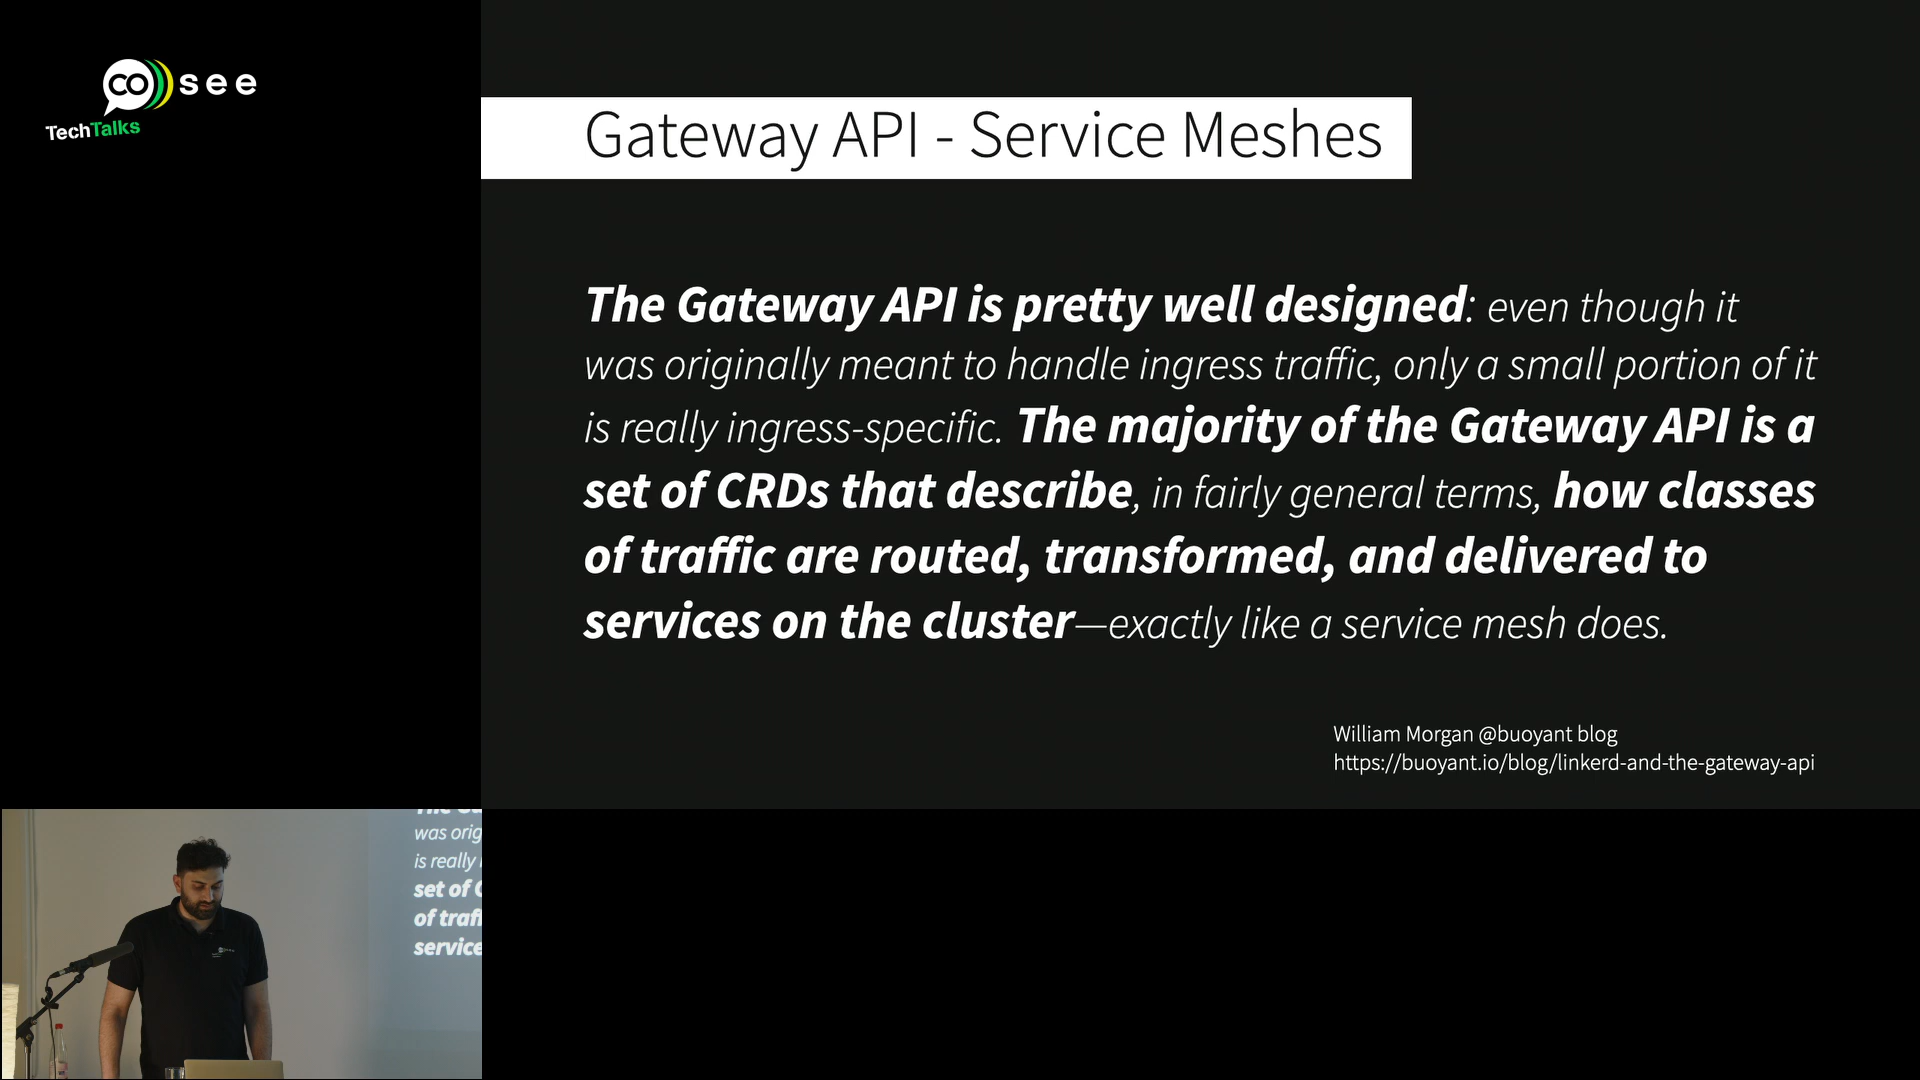 co see
TechTalks
Gateway API - Service Meshes
The Gateway API is pretty well designed: even though it
was originally meant to handle ingress traffic, only a small portion of it
is really ingress-specific. The majority of the Gateway API is a
set of CRDs that describe, in fairly general terms, how classes
of traffic are routed, transformed, and delivered to
services on the cluster—exactly like a service mesh does.
William Morgan @buoyant blog
https://buoyant.io/blog/linkerd-and-the-gateway-api
was orig
is really
set of C
of traff
service